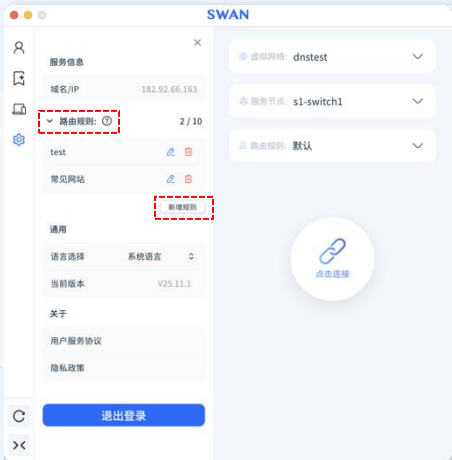 SWAN
服务信息
域名/IP 182.92.66.163
路由规则: ? 2 / 10
test
常见网站
新增规则
通用
语言选择 系统语言
当前版本 V25.11.1
关于
用户服务协议
隐私政策
退出登录
虚拟网络: dnstest
服务节点: s1-switch1
路由规则: 默认
点击连接